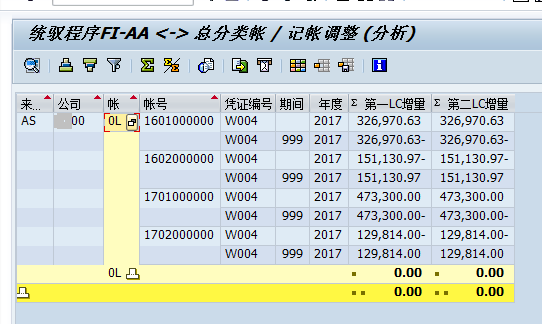 统驭程序FI-AA <-> 总分类帐 / 记帐调整 (分析)
来... 公司 帐 帐号 凭证编号 期间 年度 Σ 第一LC增量 Σ 第二LC增量
AS 00 0L 1601000000 W004 2017 326,970.63 326,970.63
W004 999 2017 326,970.63- 326,970.63-
1602000000 W004 2017 151,130.97- 151,130.97-
W004 999 2017 151,130.97 151,130.97
1701000000 W004 2017 473,300.00 473,300.00
W004 999 2017 473,300.00- 473,300.00-
1702000000 W004 2017 129,814.00- 129,814.00-
W004 999 2017 129,814.00 129,814.00
0L 0.00 0.00
0.00 0.00